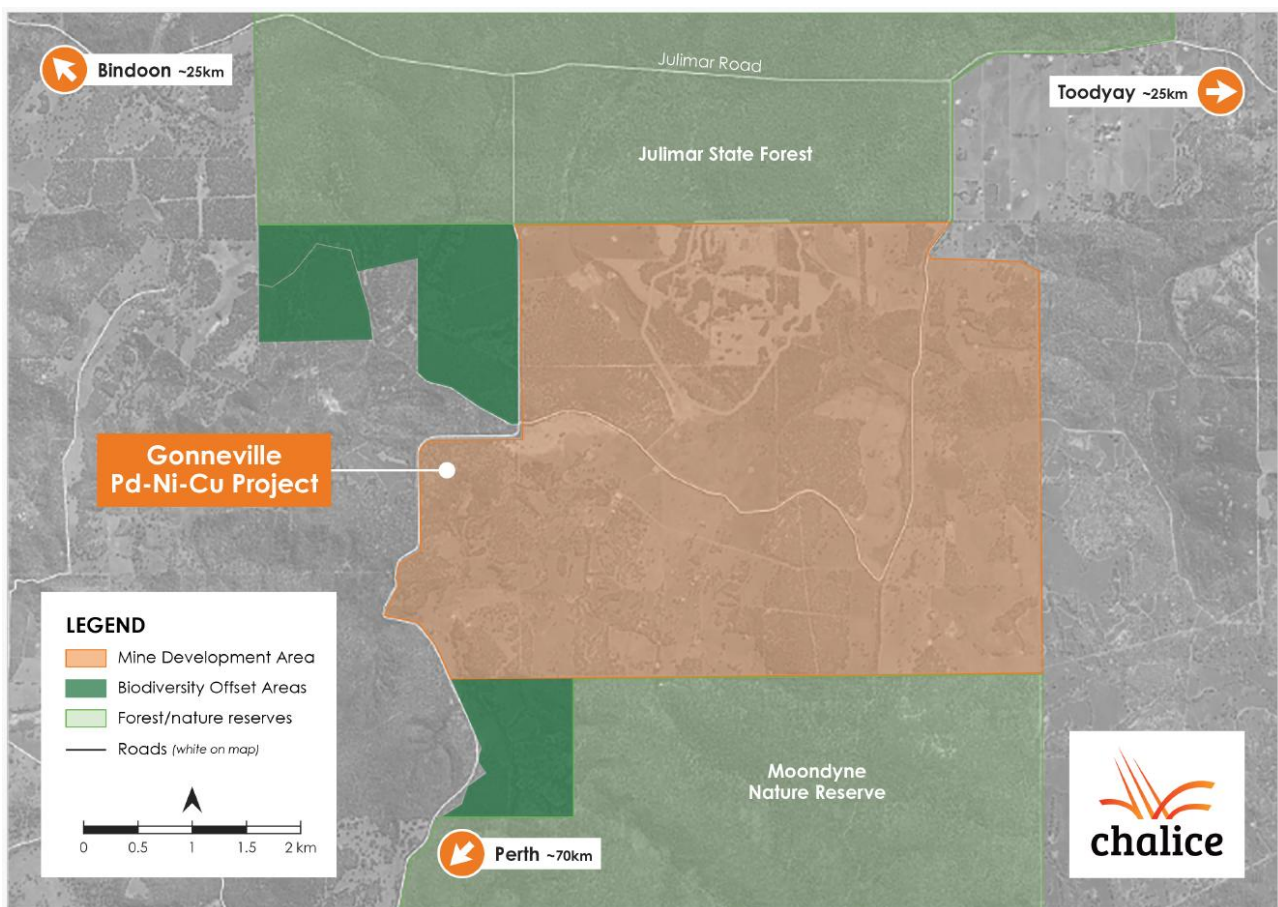 Bindoon ~25km
Julimar Road
Toodyay ~25km
Julimar State Forest
Gonneville
Pd-Ni-Cu Project
LEGEND
Mine Development Area
Biodiversity Offset Areas
Forest/nature reserves
Roads (white on map)
0 0.5 1 1.5 2 km
Moondyne
Nature Reserve
Perth ~70km
chalice